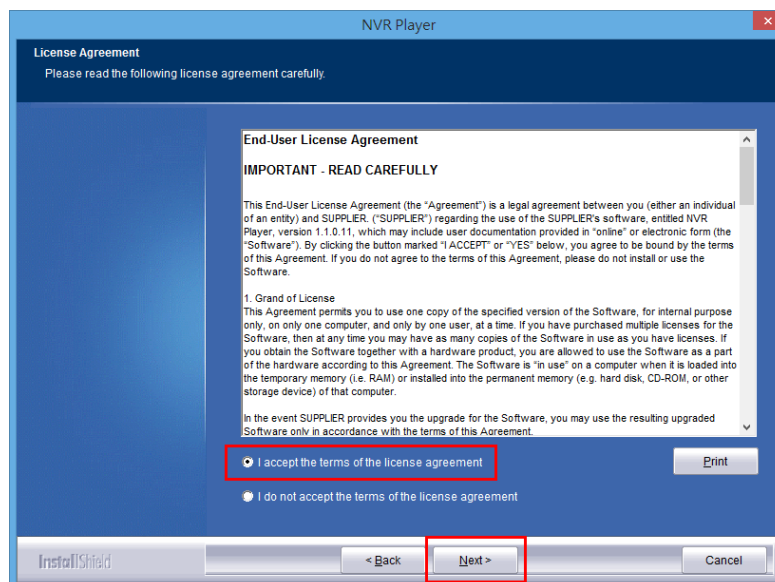 NVR Player
License Agreement
Please read the following license agreement carefully.
End-User License Agreement
IMPORTANT - READ CAREFULLY
This End-User License Agreement (the “Agreement”) is a legal agreement between you (either an individual
of an entity) and SUPPLIER. (“SUPPLIER”) regarding the use of the SUPPLIER's software, entitled NVR
Player, version 1.1.0.11, which may include user documentation provided in “online” or electronic form (the
“Software”). By clicking the button marked “I ACCEPT” or “YES” below, you agree to be bound by the terms
of this Agreement. If you do not agree to the terms of this Agreement, please do not install or use the
Software.
1. Grand of License
This Agreement permits you to use one copy of the specified version of the Software, for internal purpose
only, on only one computer, and only by one user, at a time. If you have purchased multiple licenses for the
Software, then at any time you may have as many copies of the Software in use as you have licenses. If
you obtain the Software together with a hardware product, you are allowed to use the Software as a part
of the hardware according to this Agreement. The Software is “in use” on a computer when it is loaded into
the temporary memory (i.e. RAM) or installed into the permanent memory (e.g. hard disk, CD-ROM, or other
storage device) of that computer.
In the event SUPPLIER provides you the upgrade for the Software, you may use the resulting upgraded
Software only in accordance with the terms of this Agreement.
I accept the terms of the license agreement
Print
I do not accept the terms of the license agreement
InstallShield
< Back
Next >
Cancel